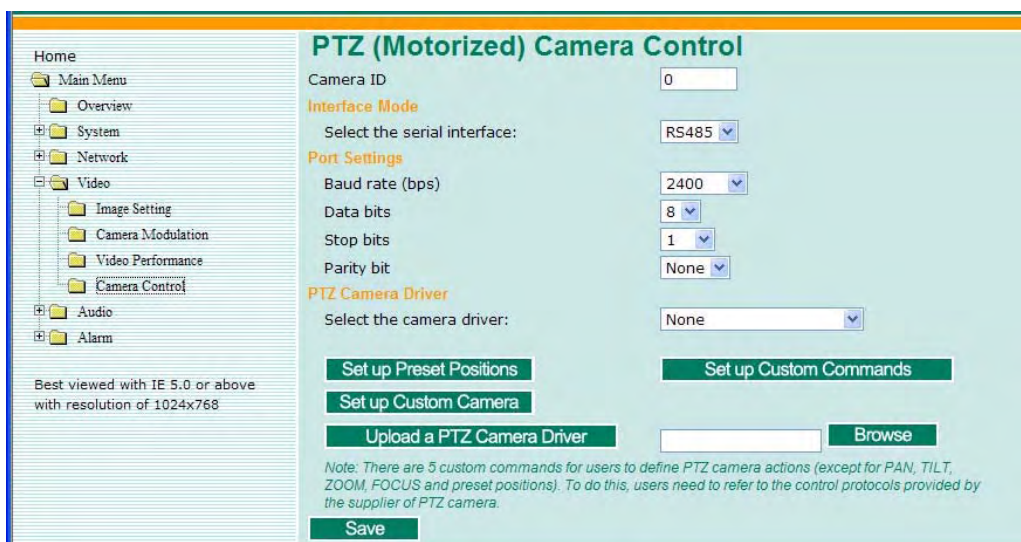 Home
Main Menu
Overview
System
Network
Video
Image Setting
Camera Modulation
Video Performance
Camera Control
Audio
Alarm
Best viewed with IE 5.0 or above
with resolution of 1024x768
PTZ (Motorized) Camera Control
Camera ID 0
Interface Mode
Select the serial interface: RS485
Port Settings
Baud rate (bps) 2400
Data bits 8
Stop bits 1
Parity bit None
PTZ Camera Driver
Select the camera driver: None
Set up Preset Positions Set up Custom Commands
Set up Custom Camera
Upload a PTZ Camera Driver Browse
Note: There are 5 custom commands for users to define PTZ camera actions (except for PAN, TILT,
ZOOM, FOCUS and preset positions). To do this, users need to refer to the control protocols provided by
the supplier of PTZ camera.
Save